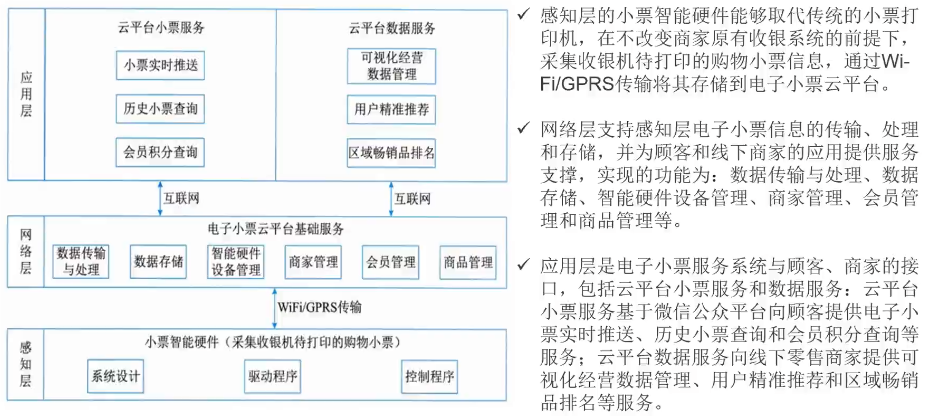 应用层
云平台小票服务
小票实时推送
历史小票查询
会员积分查询
云平台数据服务
可视化经营
数据管理
用户精准推荐
区域畅销品排名
互联网
互联网
网络层
电子小票云平台基础服务
数据传输
与处理
数据存储
智能硬件
设备管理
商家管理
会员管理
商品管理
WiFi/GPRS传输
感知层
小票智能硬件（采集收银机待打印的购物小票）
系统设计
驱动程序
控制程序
✓ 感知层的小票智能硬件能够取代传统的小票打
印机，在不改变商家原有收银系统的前提下，
采集收银机待打印的购物小票信息，通过Wi-
Fi/GPRS传输将其存储到电子小票云平台。
✓ 网络层支持感知层电子小票信息的传输、处理
和存储，并为顾客和线下商家的应用提供服务
支撑，实现的功能为：数据传输与处理、数据
存储、智能硬件设备管理、商家管理、会员管
理和商品管理等。
✓ 应用层是电子小票服务系统与顾客、商家的接
口，包括云平台小票服务和数据服务：云平台
小票服务基于微信公众平台向顾客提供电子小
票实时推送、历史小票查询和会员积分查询等
服务；云平台数据服务向线下零售商家提供可
视化经营数据管理、用户精准推荐和区域畅销
品排名等服务。